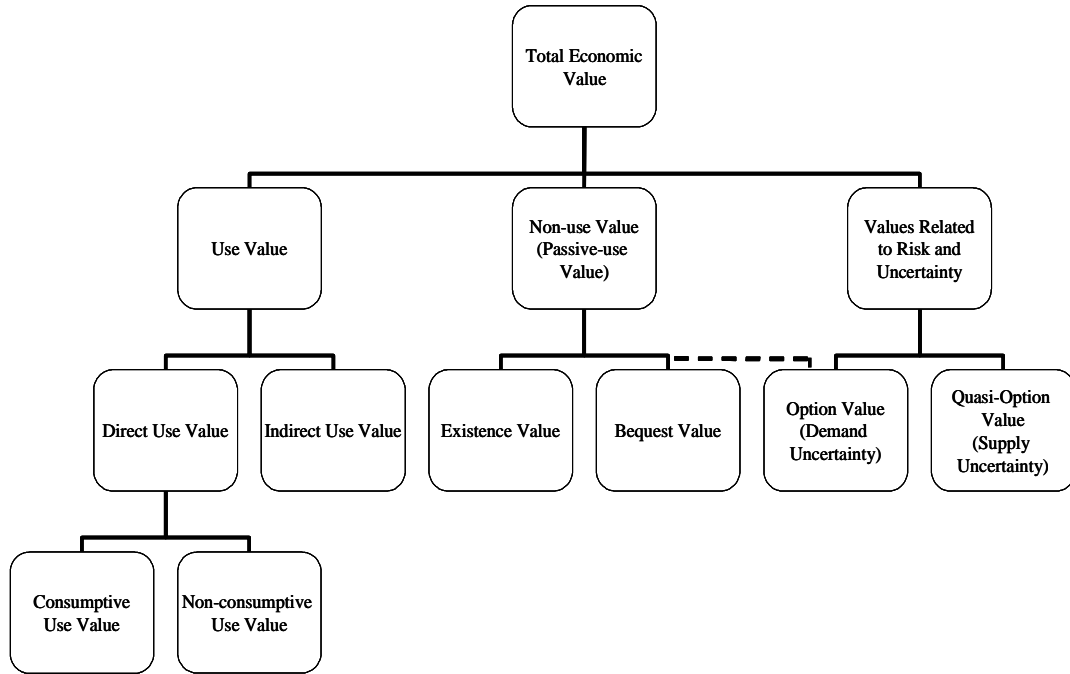 Total Economic
Value
Use Value
Non-use Value
(Passive-use
Value)
Values Related
to Risk and
Uncertainty
Direct Use Value
Indirect Use Value
Existence Value
Bequest Value
Option Value
(Demand
Uncertainty)
Quasi-Option
Value
(Supply
Uncertainty)
Consumptive
Use Value
Non-consumptive
Use Value